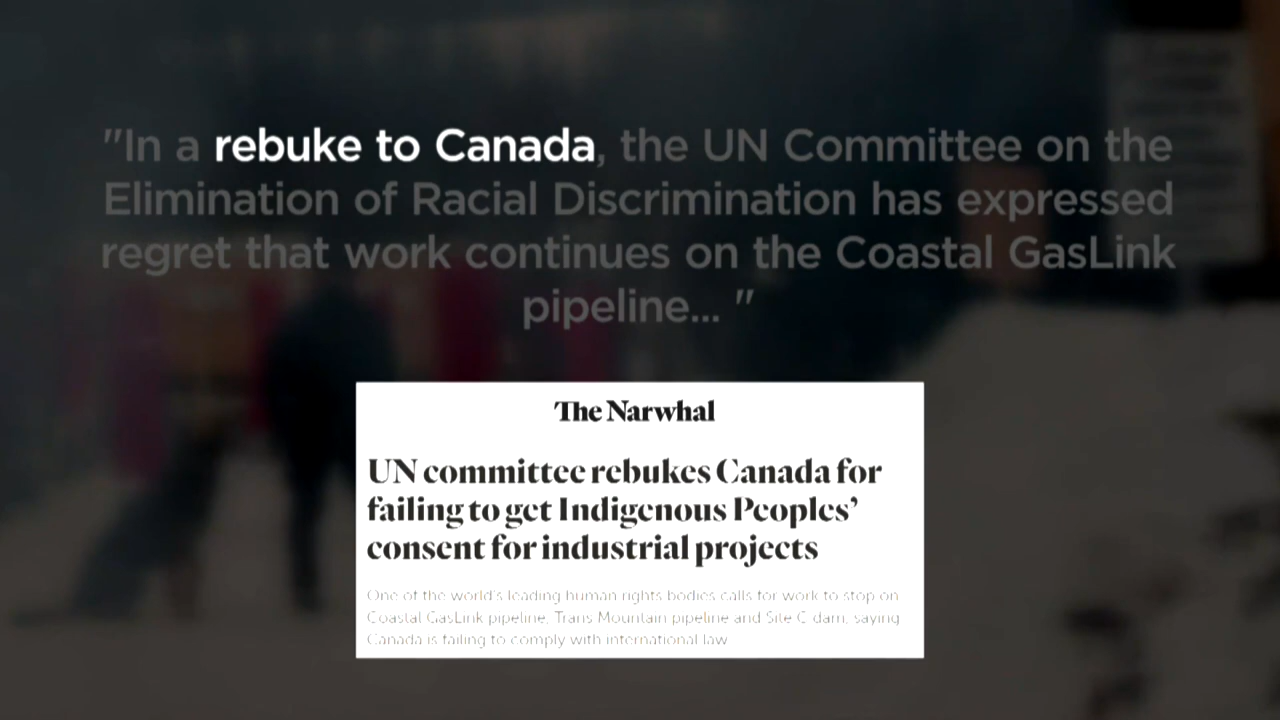 "In a rebuke to Canada, the UN Committee on the
Elimination of Racial Discrimination has expressed
regret that work continues on the Coastal GasLink
pipeline... "
The Narwhal
UN committee rebukes Canada for
failing to get Indigenous Peoples’
consent for industrial projects
One of the world's leading human rights bodies calls for work to stop on
Coastal GasLink pipeline, Trans Mountain pipeline and Site C dam, saying
Canada is failing to comply with international law